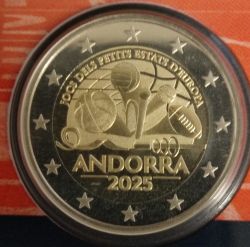 JOCS DELS PETITS ESTATS D'EUROPA
ANDORRA
2025